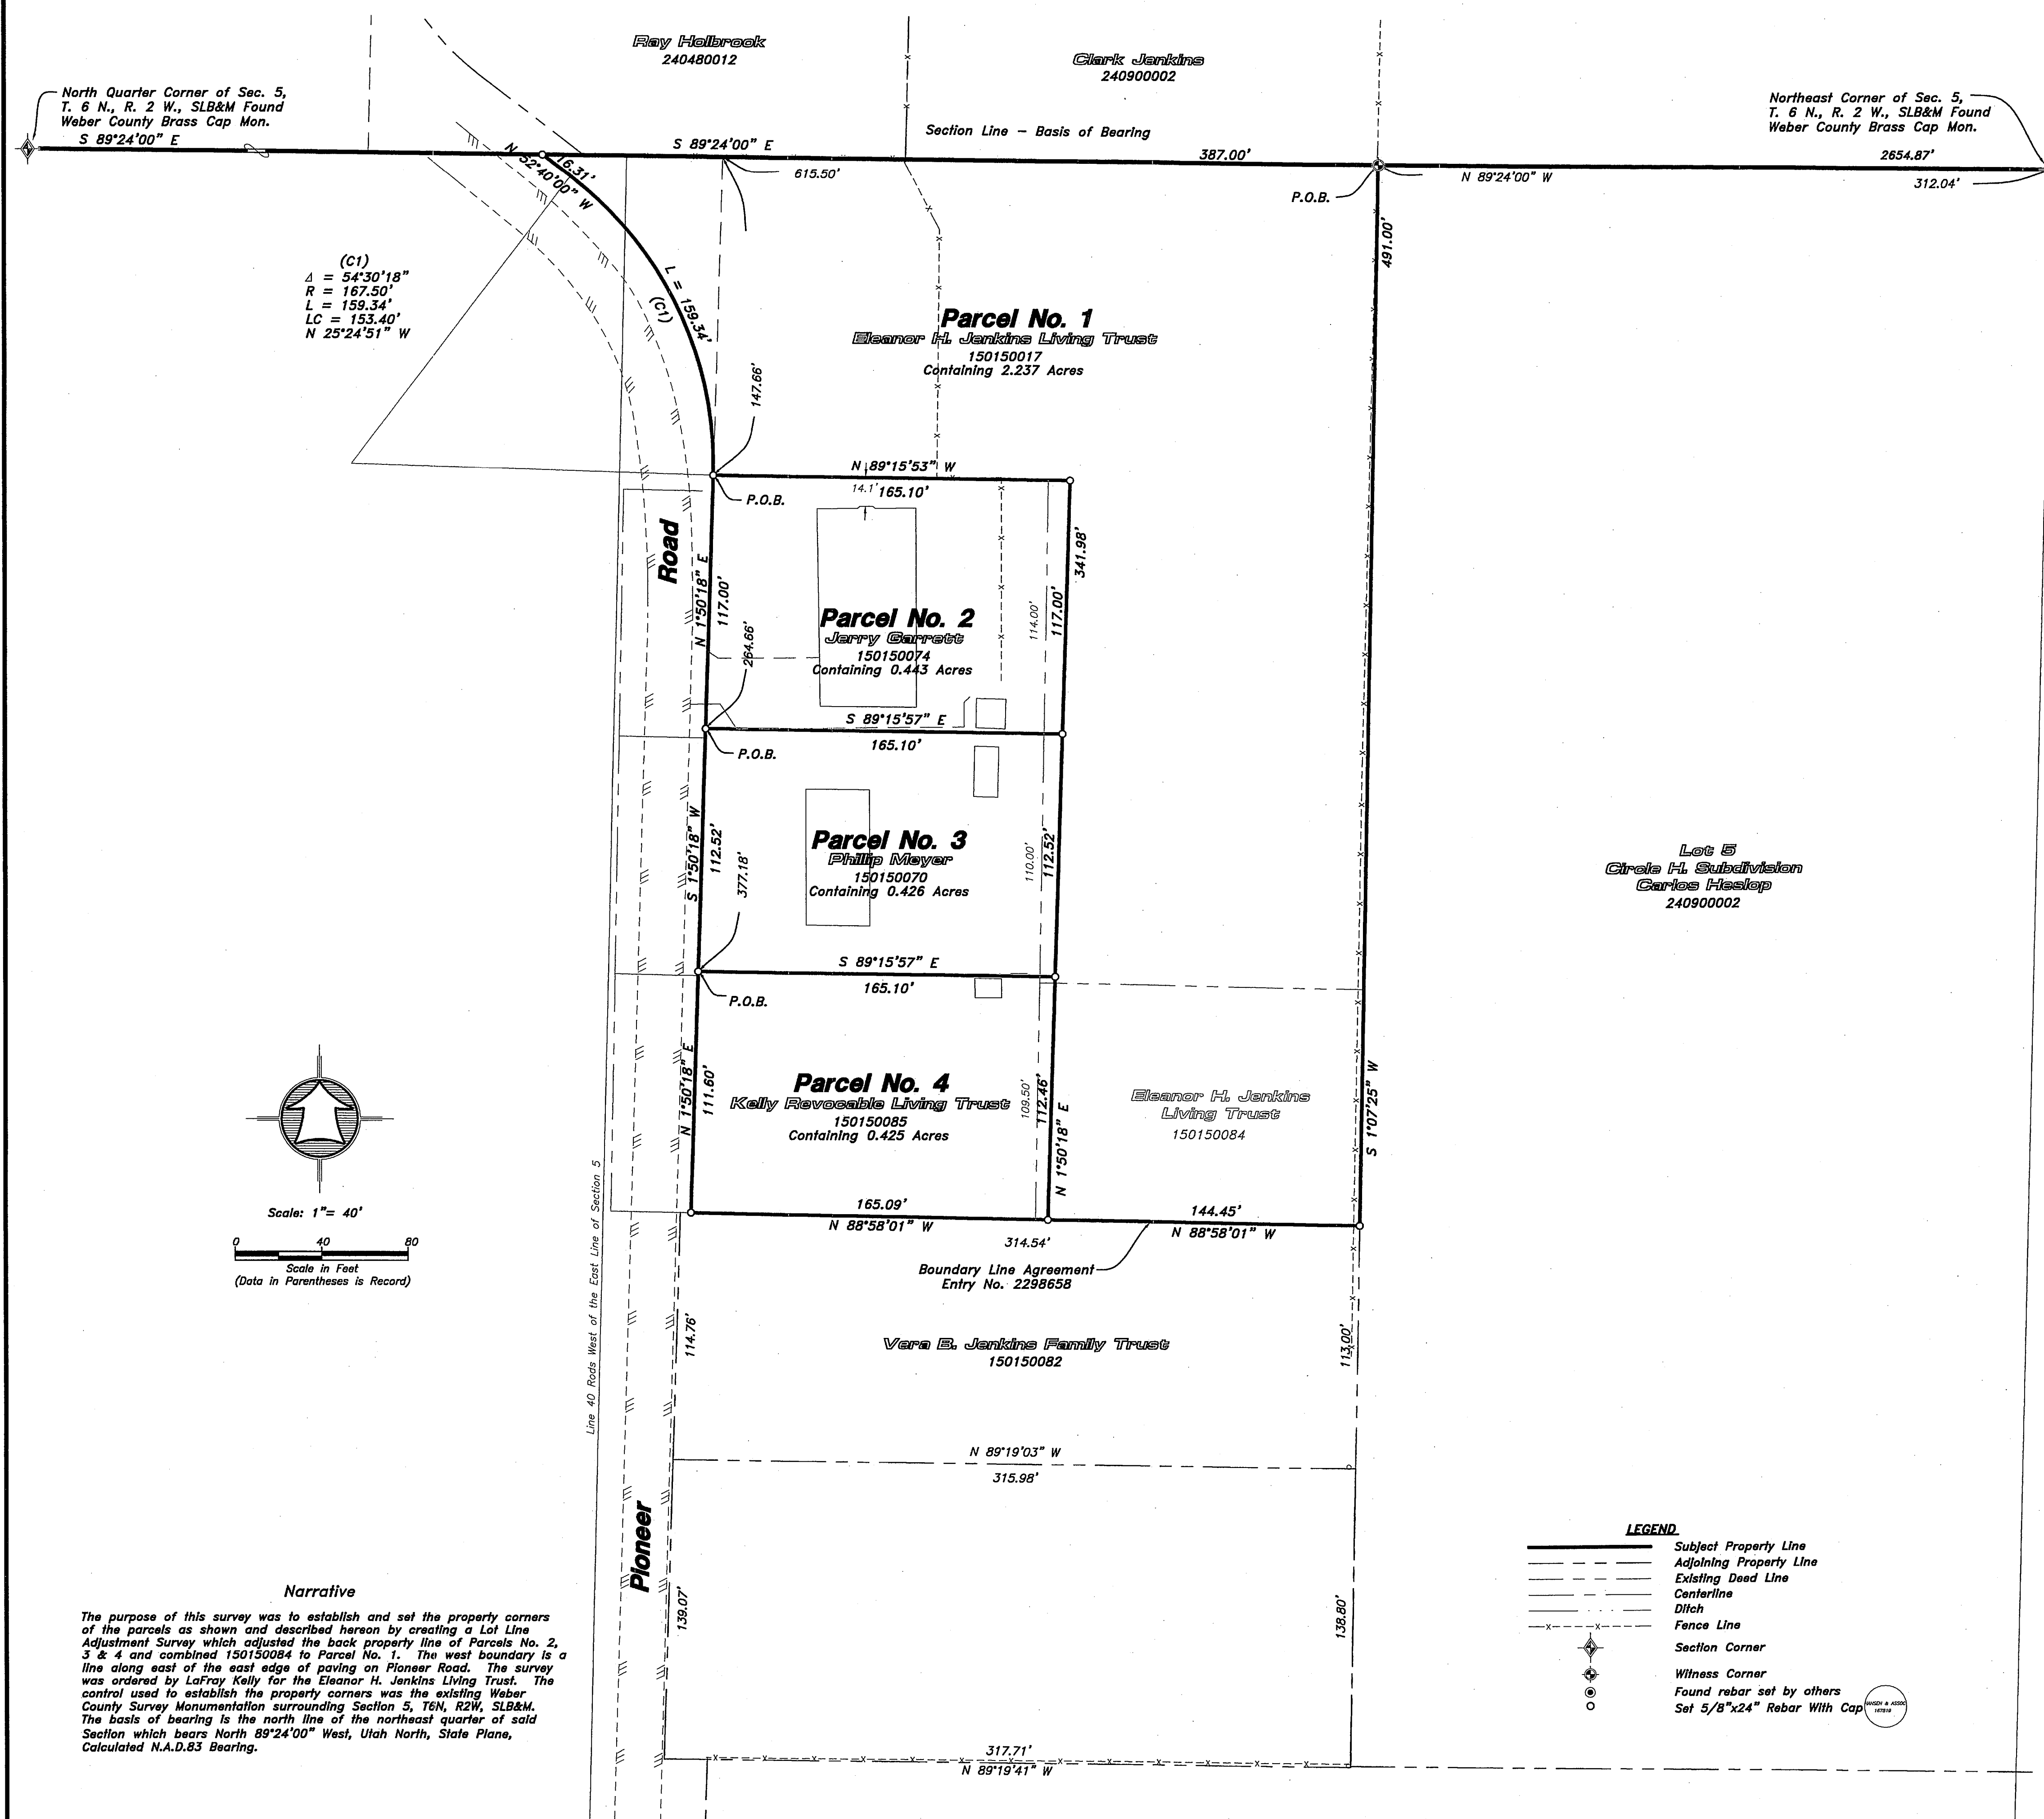 Ray Holbrook
240480012
Clark Jenkins
240900002
North Quarter Corner of Sec. 5,
T. 6 N., R. 2 W., SLB&M Found
Weber County Brass Cap Mon.
S 89°24'00" E
Northeast Corner of Sec. 5,
T. 6 N., R. 2 W., SLB&M Found
Weber County Brass Cap Mon.
Section Line - Basis of Bearing
S 89°24'00" E
615.50'
387.00'
2654.87'
N 89°24'00" W
312.04'
P.O.B.
16.31'
N 52°40'00" W
491.00'
(C1)
Δ = 54°30'18"
R = 167.50'
L = 159.34'
LC = 153.40'
N 25°24'51" W
L = 159.34'
(C1)
Parcel No. 1
Eleanor H. Jenkins Living Trust
150150017
Containing 2.237 Acres
147.66'
N 89°15'53" W
14.1'
165.10'
P.O.B.
Road
N 1°50'18" E
117.00'
341.98'
117.00'
114.00'
Parcel No. 2
Jerry Garrett
150150074
Containing 0.443 Acres
264.66'
S 89°15'57" E
165.10'
P.O.B.
S 1°50'18" W
112.52'
Parcel No. 3
Phillip Meyer
150150070
Containing 0.426 Acres
110.00'
112.52'
377.18'
Lot 5
Circle H. Subdivision
Carlos Heslop
240900002
S 89°15'57" E
165.10'
P.O.B.
N 1°50'18" E
111.60'
Parcel No. 4
Kelly Revocable Living Trust
150150085
Containing 0.425 Acres
109.50'
112.46'
N 1°50'18" E
Eleanor H. Jenkins
Living Trust
150150084
S 1°07'25" W
165.09'
N 88°58'01" W
144.45'
N 88°58'01" W
314.54'
Boundary Line Agreement
Entry No. 2298658
Scale: 1"= 40'
0 40 80
Scale in Feet
(Data in Parentheses is Record)
Line 40 Rods West of the East Line of Section 5
114.76'
113.00'
Vera B. Jenkins Family Trust
150150082
N 89°19'03" W
315.98'
Pioneer
139.07'
138.80'
317.71'
N 89°19'41" W
Narrative
The purpose of this survey was to establish and set the property corners
of the parcels as shown and described hereon by creating a Lot Line
Adjustment Survey which adjusted the back property line of Parcels No. 2,
3 & 4 and combined 150150084 to Parcel No. 1. The west boundary is a
line along east of the east edge of paving on Pioneer Road. The survey
was ordered by LaFray Kelly for the Eleanor H. Jenkins Living Trust. The
control used to establish the property corners was the existing Weber
County Survey Monumentation surrounding Section 5, T6N, R2W, SLB&M.
The basis of bearing is the north line of the northeast quarter of said
Section which bears North 89°24'00" West, Utah North, State Plane,
Calculated N.A.D.83 Bearing.
LEGEND
Subject Property Line
Adjoining Property Line
Existing Deed Line
Centerline
Ditch
Fence Line
Section Corner
Witness Corner
Found rebar set by others
Set 5/8"x24" Rebar With Cap